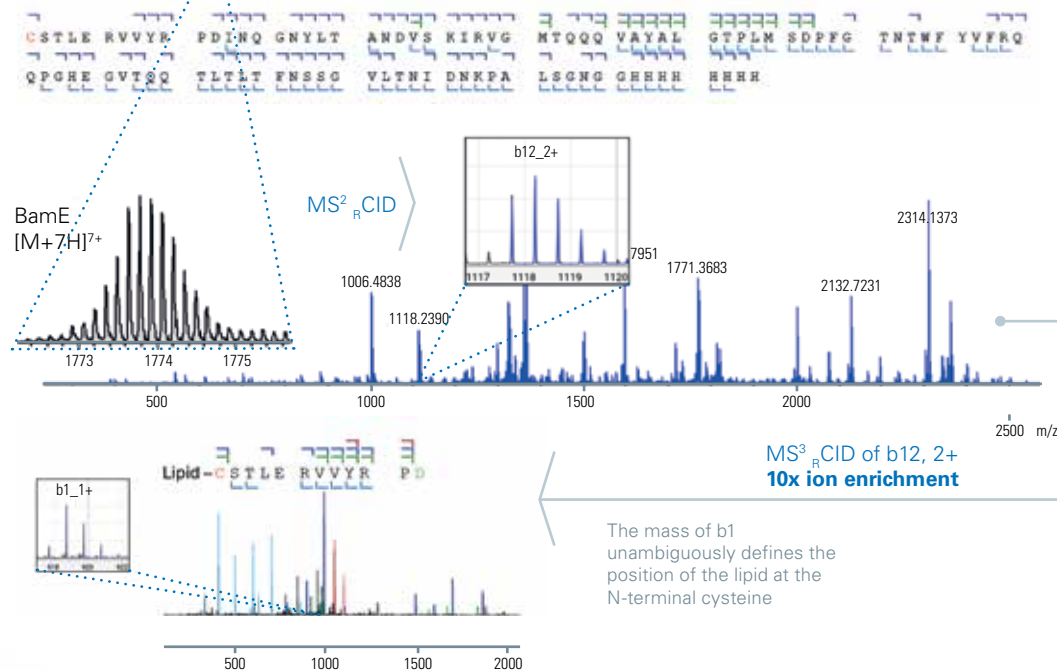 CSTLE RVVYR PDINQ GNYLT ANDVS KIRVG MTQQQ VAYAL GTPLM SDPFG TNTWF YVFRQ
QPGHE GVTQQ TLTLT FNSSG VLTNI DNKPA LSGNG GHHHH HHHH
b12_2+
1117 1118 1119 1120
MS² RCID
BamE
[M+7H]⁷⁺
1773 1774 1775
1006.4838
1118.2390
7951
1771.3683
2132.7231
2314.1373
500 1000 1500 2000 2500 m/z
Lipid–CSTLE RVVYR PD
b1_1+
MS³ RCID of b12, 2+
10x ion enrichment
The mass of b1
unambiguously defines the
position of the lipid at the
N-terminal cysteine
500 1000 1500 2000